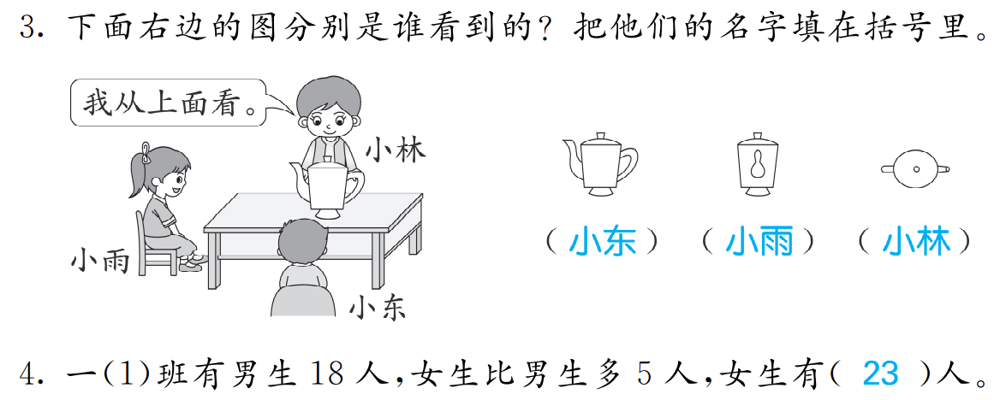 3. 下面右边的图分别是谁看到的? 把他们的名字填在括号里。
我从上面看。
小林
小雨
小东
( 小东 ) ( 小雨 ) ( 小林 )
4. 一(1)班有男生 18 人,女生比男生多 5 人,女生有( 23 )人。